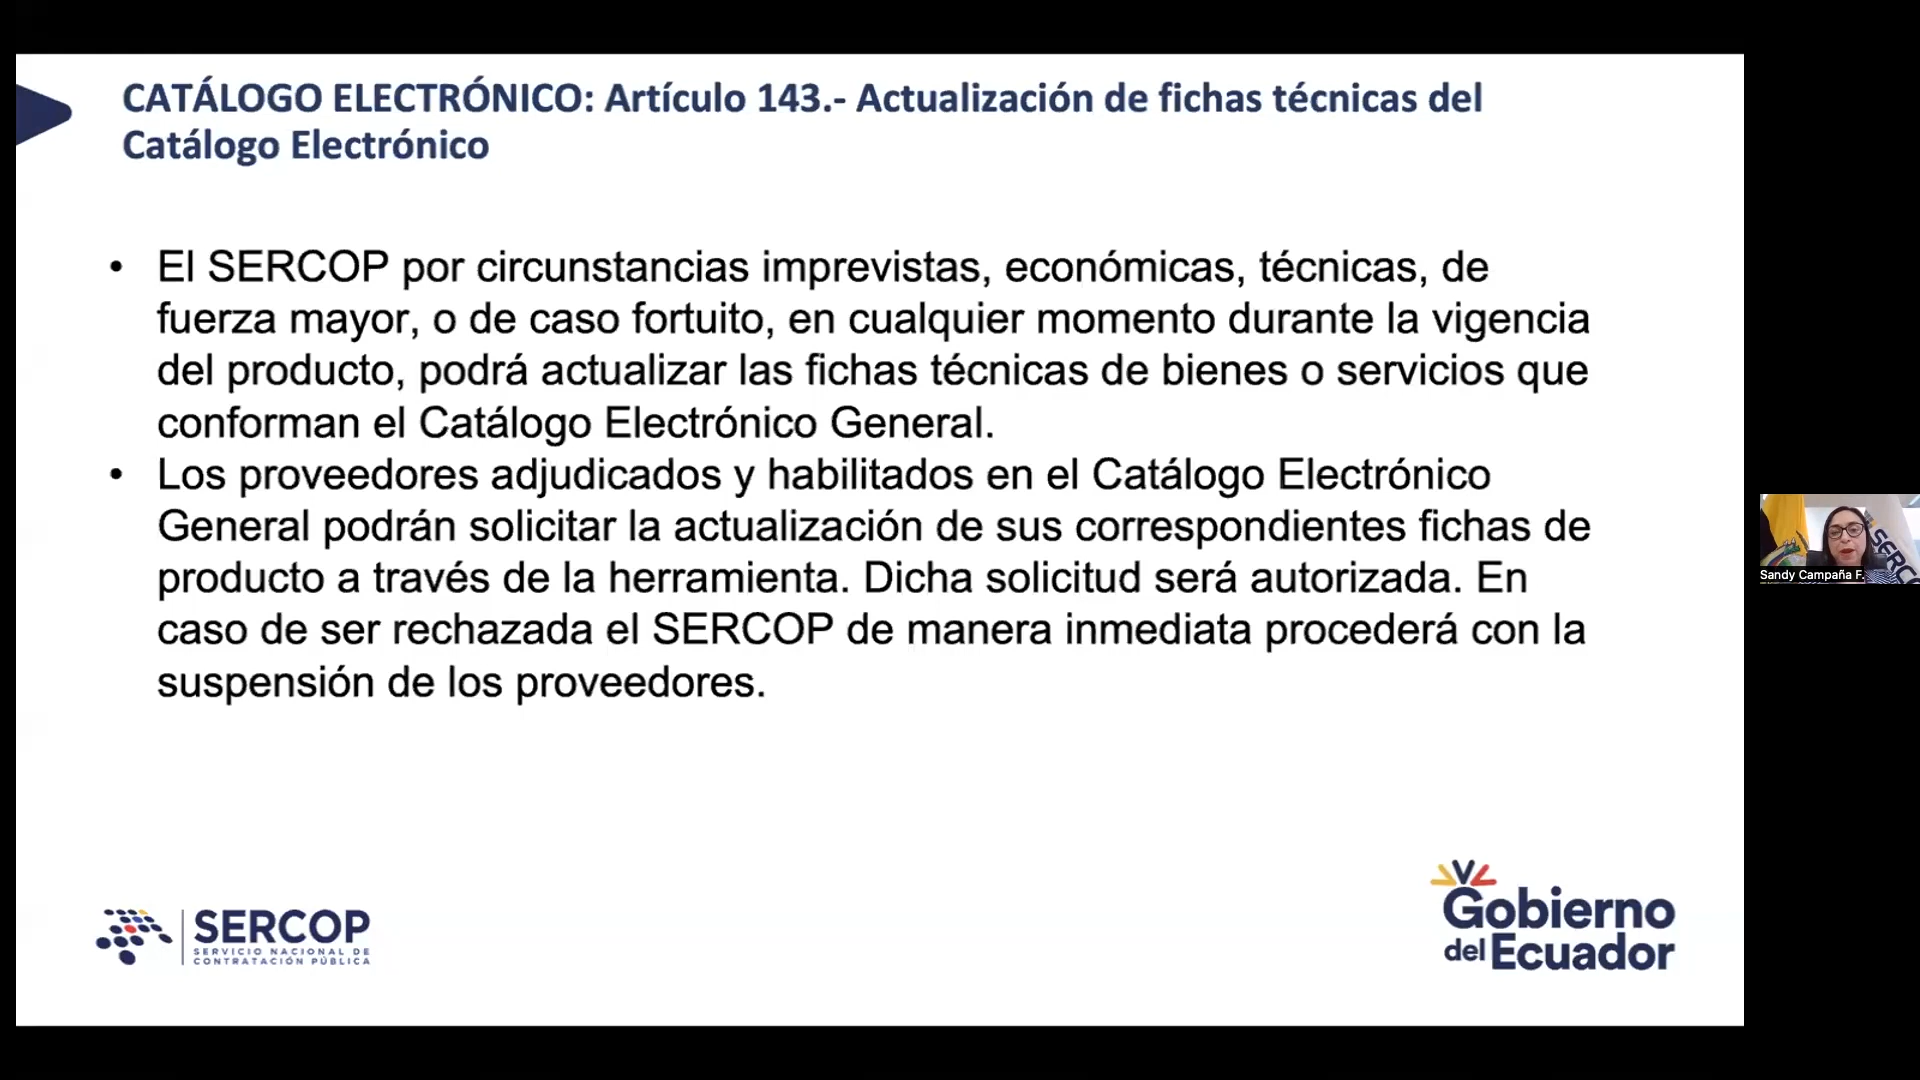 CATÁLOGO ELECTRÓNICO: Artículo 143.- Actualización de fichas técnicas del
Catálogo Electrónico
• El SERCOP por circunstancias imprevistas, económicas, técnicas, de
fuerza mayor, o de caso fortuito, en cualquier momento durante la vigencia
del producto, podrá actualizar las fichas técnicas de bienes o servicios que
conforman el Catálogo Electrónico General.
• Los proveedores adjudicados y habilitados en el Catálogo Electrónico
General podrán solicitar la actualización de sus correspondientes fichas de
producto a través de la herramienta. Dicha solicitud será autorizada. En
caso de ser rechazada el SERCOP de manera inmediata procederá con la
suspensión de los proveedores.
SERCO
Sandy Campaña F.
SERCOP
SERVICIO NACIONAL DE
CONTRATACIÓN PÚBLICA
Gobierno
del Ecuador